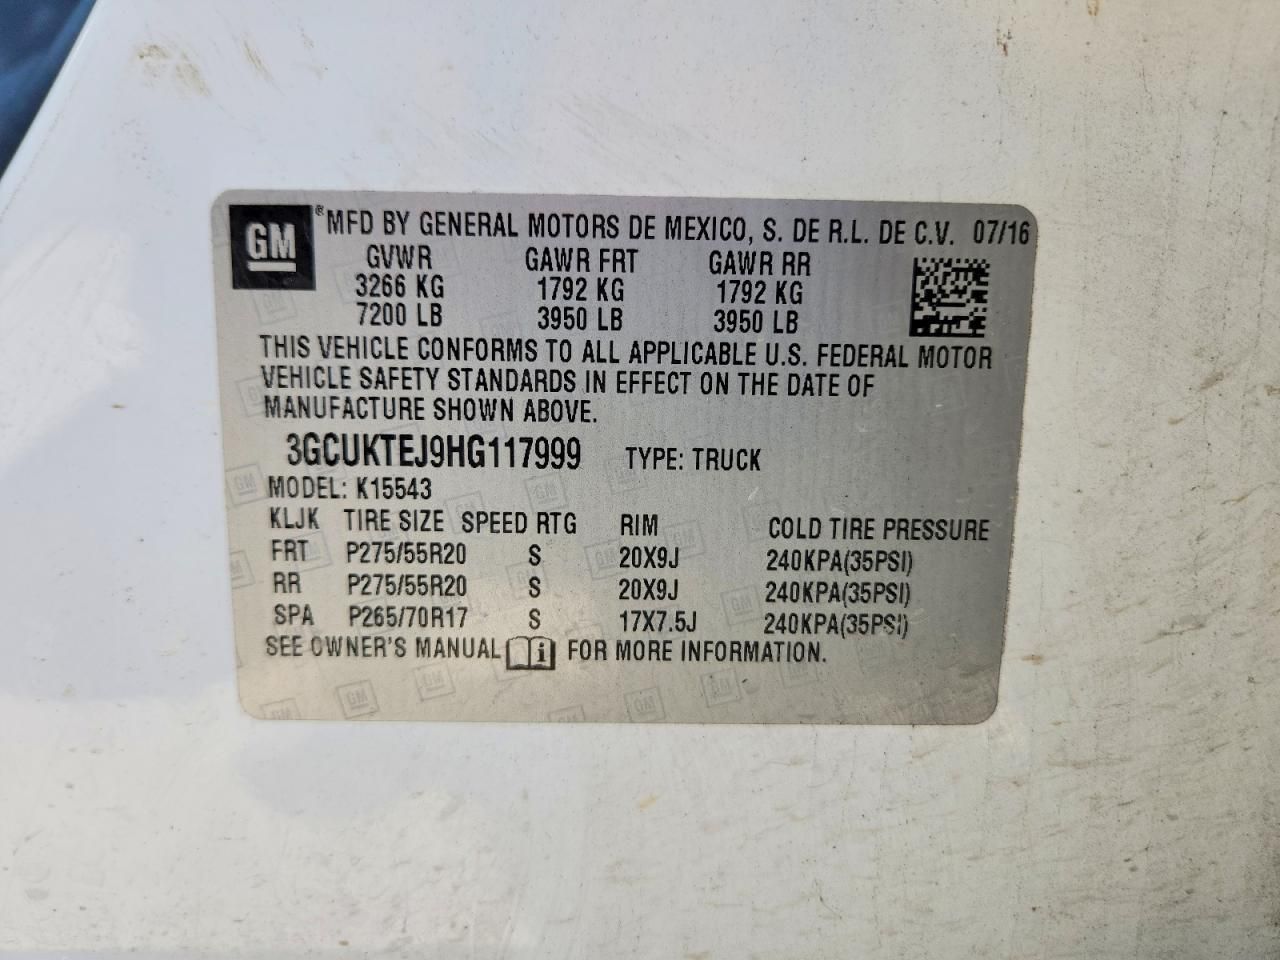 GM ® MFD BY GENERAL MOTORS DE MEXICO, S. DE R.L. DE C.V. 07/16
GVWR GAWR FRT GAWR RR
3266 KG 1792 KG 1792 KG
7200 LB 3950 LB 3950 LB
THIS VEHICLE CONFORMS TO ALL APPLICABLE U.S. FEDERAL MOTOR
VEHICLE SAFETY STANDARDS IN EFFECT ON THE DATE OF
MANUFACTURE SHOWN ABOVE.
3GCUKTEJ9HG117999 TYPE: TRUCK
MODEL: K15543
KLJK TIRE SIZE SPEED RTG RIM COLD TIRE PRESSURE
FRT P275/55R20 S 20X9J 240KPA(35PSI)
RR P275/55R20 S 20X9J 240KPA(35PSI)
SPA P265/70R17 S 17X7.5J 240KPA(35PSI)
SEE OWNER'S MANUAL i FOR MORE INFORMATION.